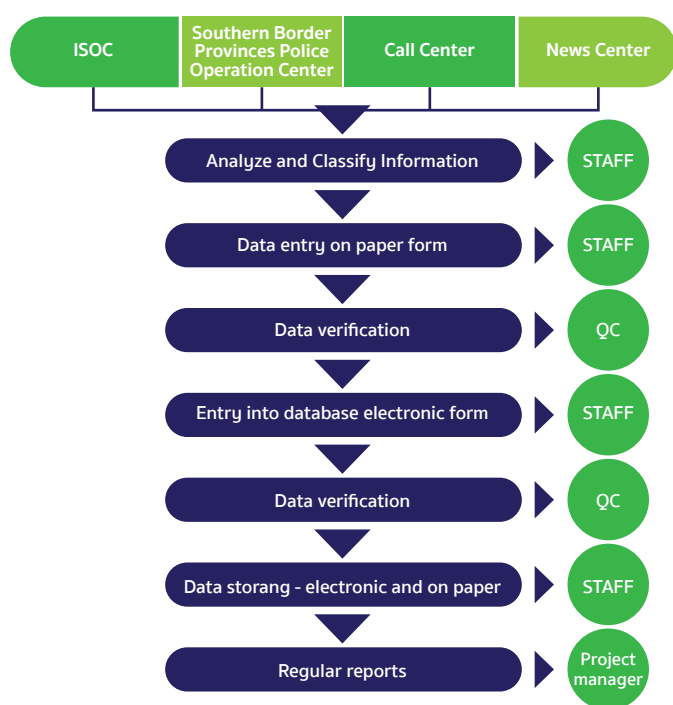 ISOC
Southern Border
Provinces Police
Operation Center
Call Center
News Center
Analyze and Classify Information
STAFF
Data entry on paper form
STAFF
Data verification
QC
Entry into database electronic form
STAFF
Data verification
QC
Data storang - electronic and on paper
STAFF
Regular reports
Project
manager